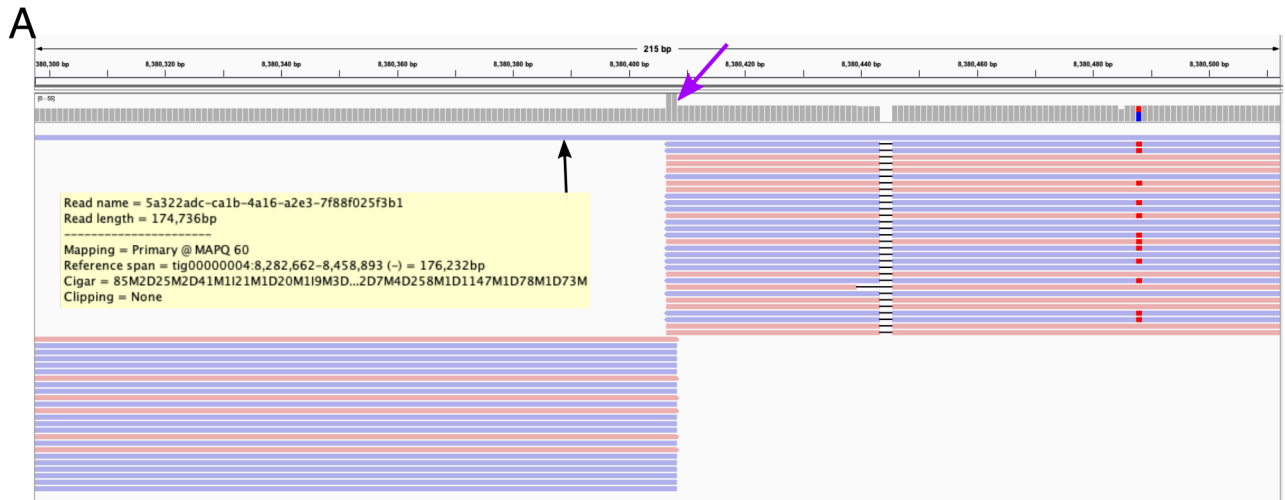 A
215 bp
380,300 bp 8,380,320 bp 8,380,340 bp 8,380,360 bp 8,380,380 bp 8,380,400 bp 8,380,420 bp 8,380,440 bp 8,380,460 bp 8,380,480 bp 8,380,500 bp
[0 - 55]
Read name = 5a322adc-ca1b-4a16-a2e3-7f88f025f3b1
Read length = 174,736bp
----------------------
Mapping = Primary @ MAPQ 60
Reference span = tig00000004:8,282,662-8,458,893 (-) = 176,232bp
Cigar = 85M2D25M2D41M1I21M1D20M1I9M3D...2D7M4D258M1D1147M1D78M1D73M
Clipping = None